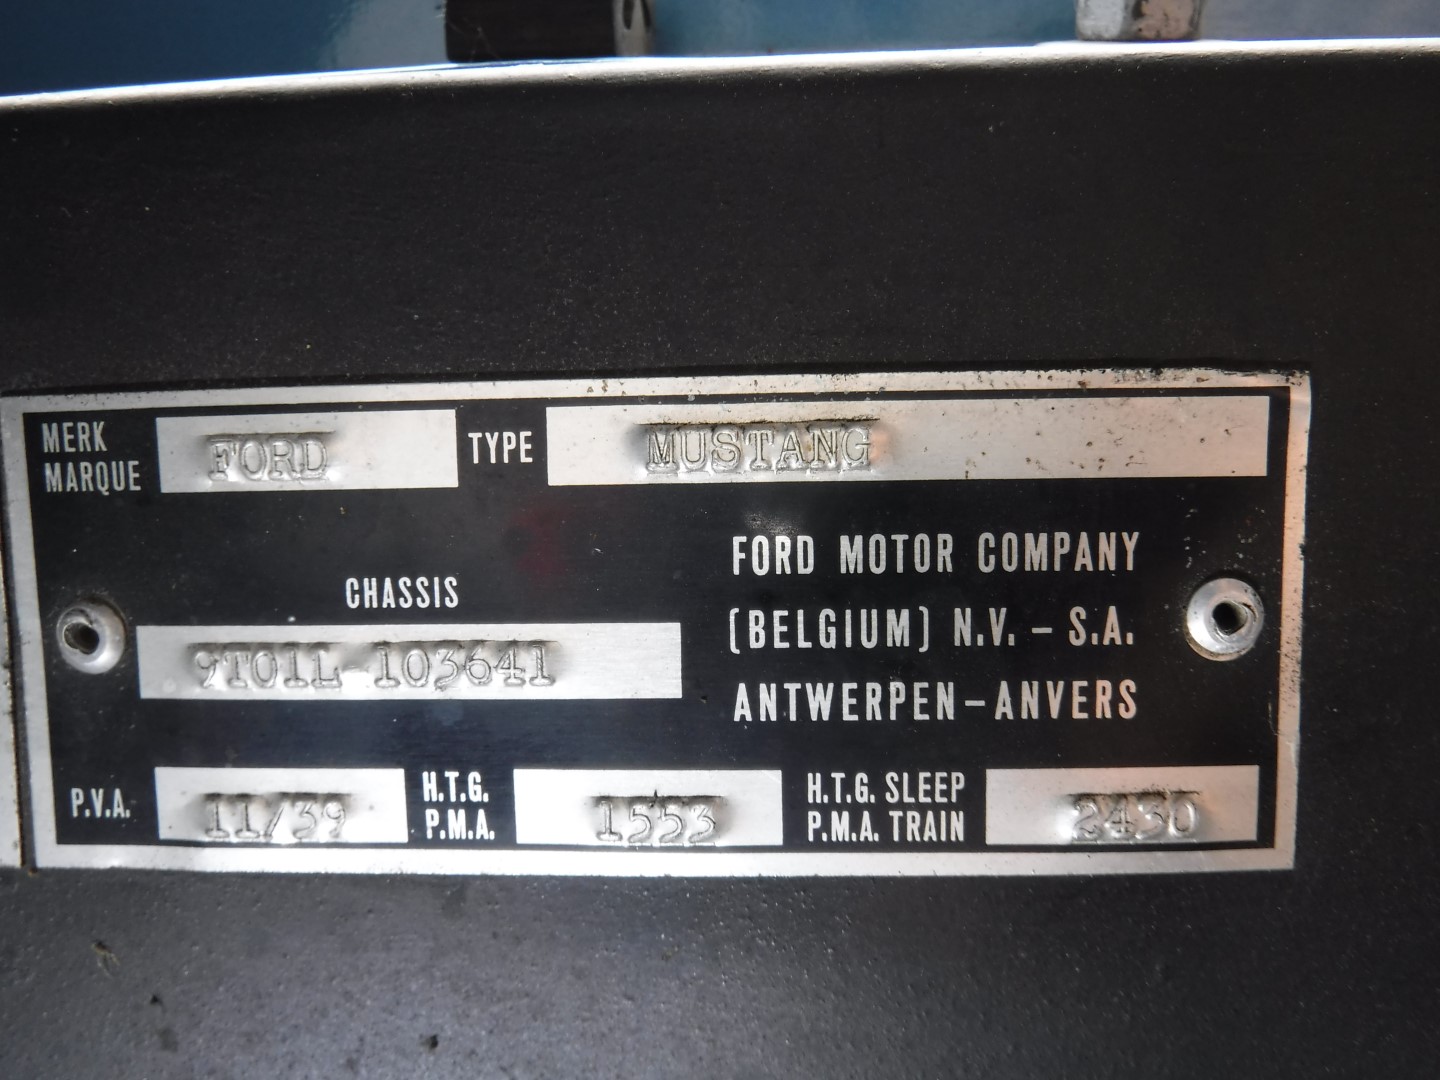 MERK
MARQUE
FORD
TYPE
MUSTANG
CHASSIS
9T01L-103641
FORD MOTOR COMPANY
(BELGIUM) N.V. – S.A.
ANTWERPEN–ANVERS
P.V.A.
11/39
H.T.G.
P.M.A.
1553
H.T.G. SLEEP
P.M.A. TRAIN
2430